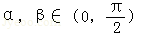 α, β∈ (0, π/2)